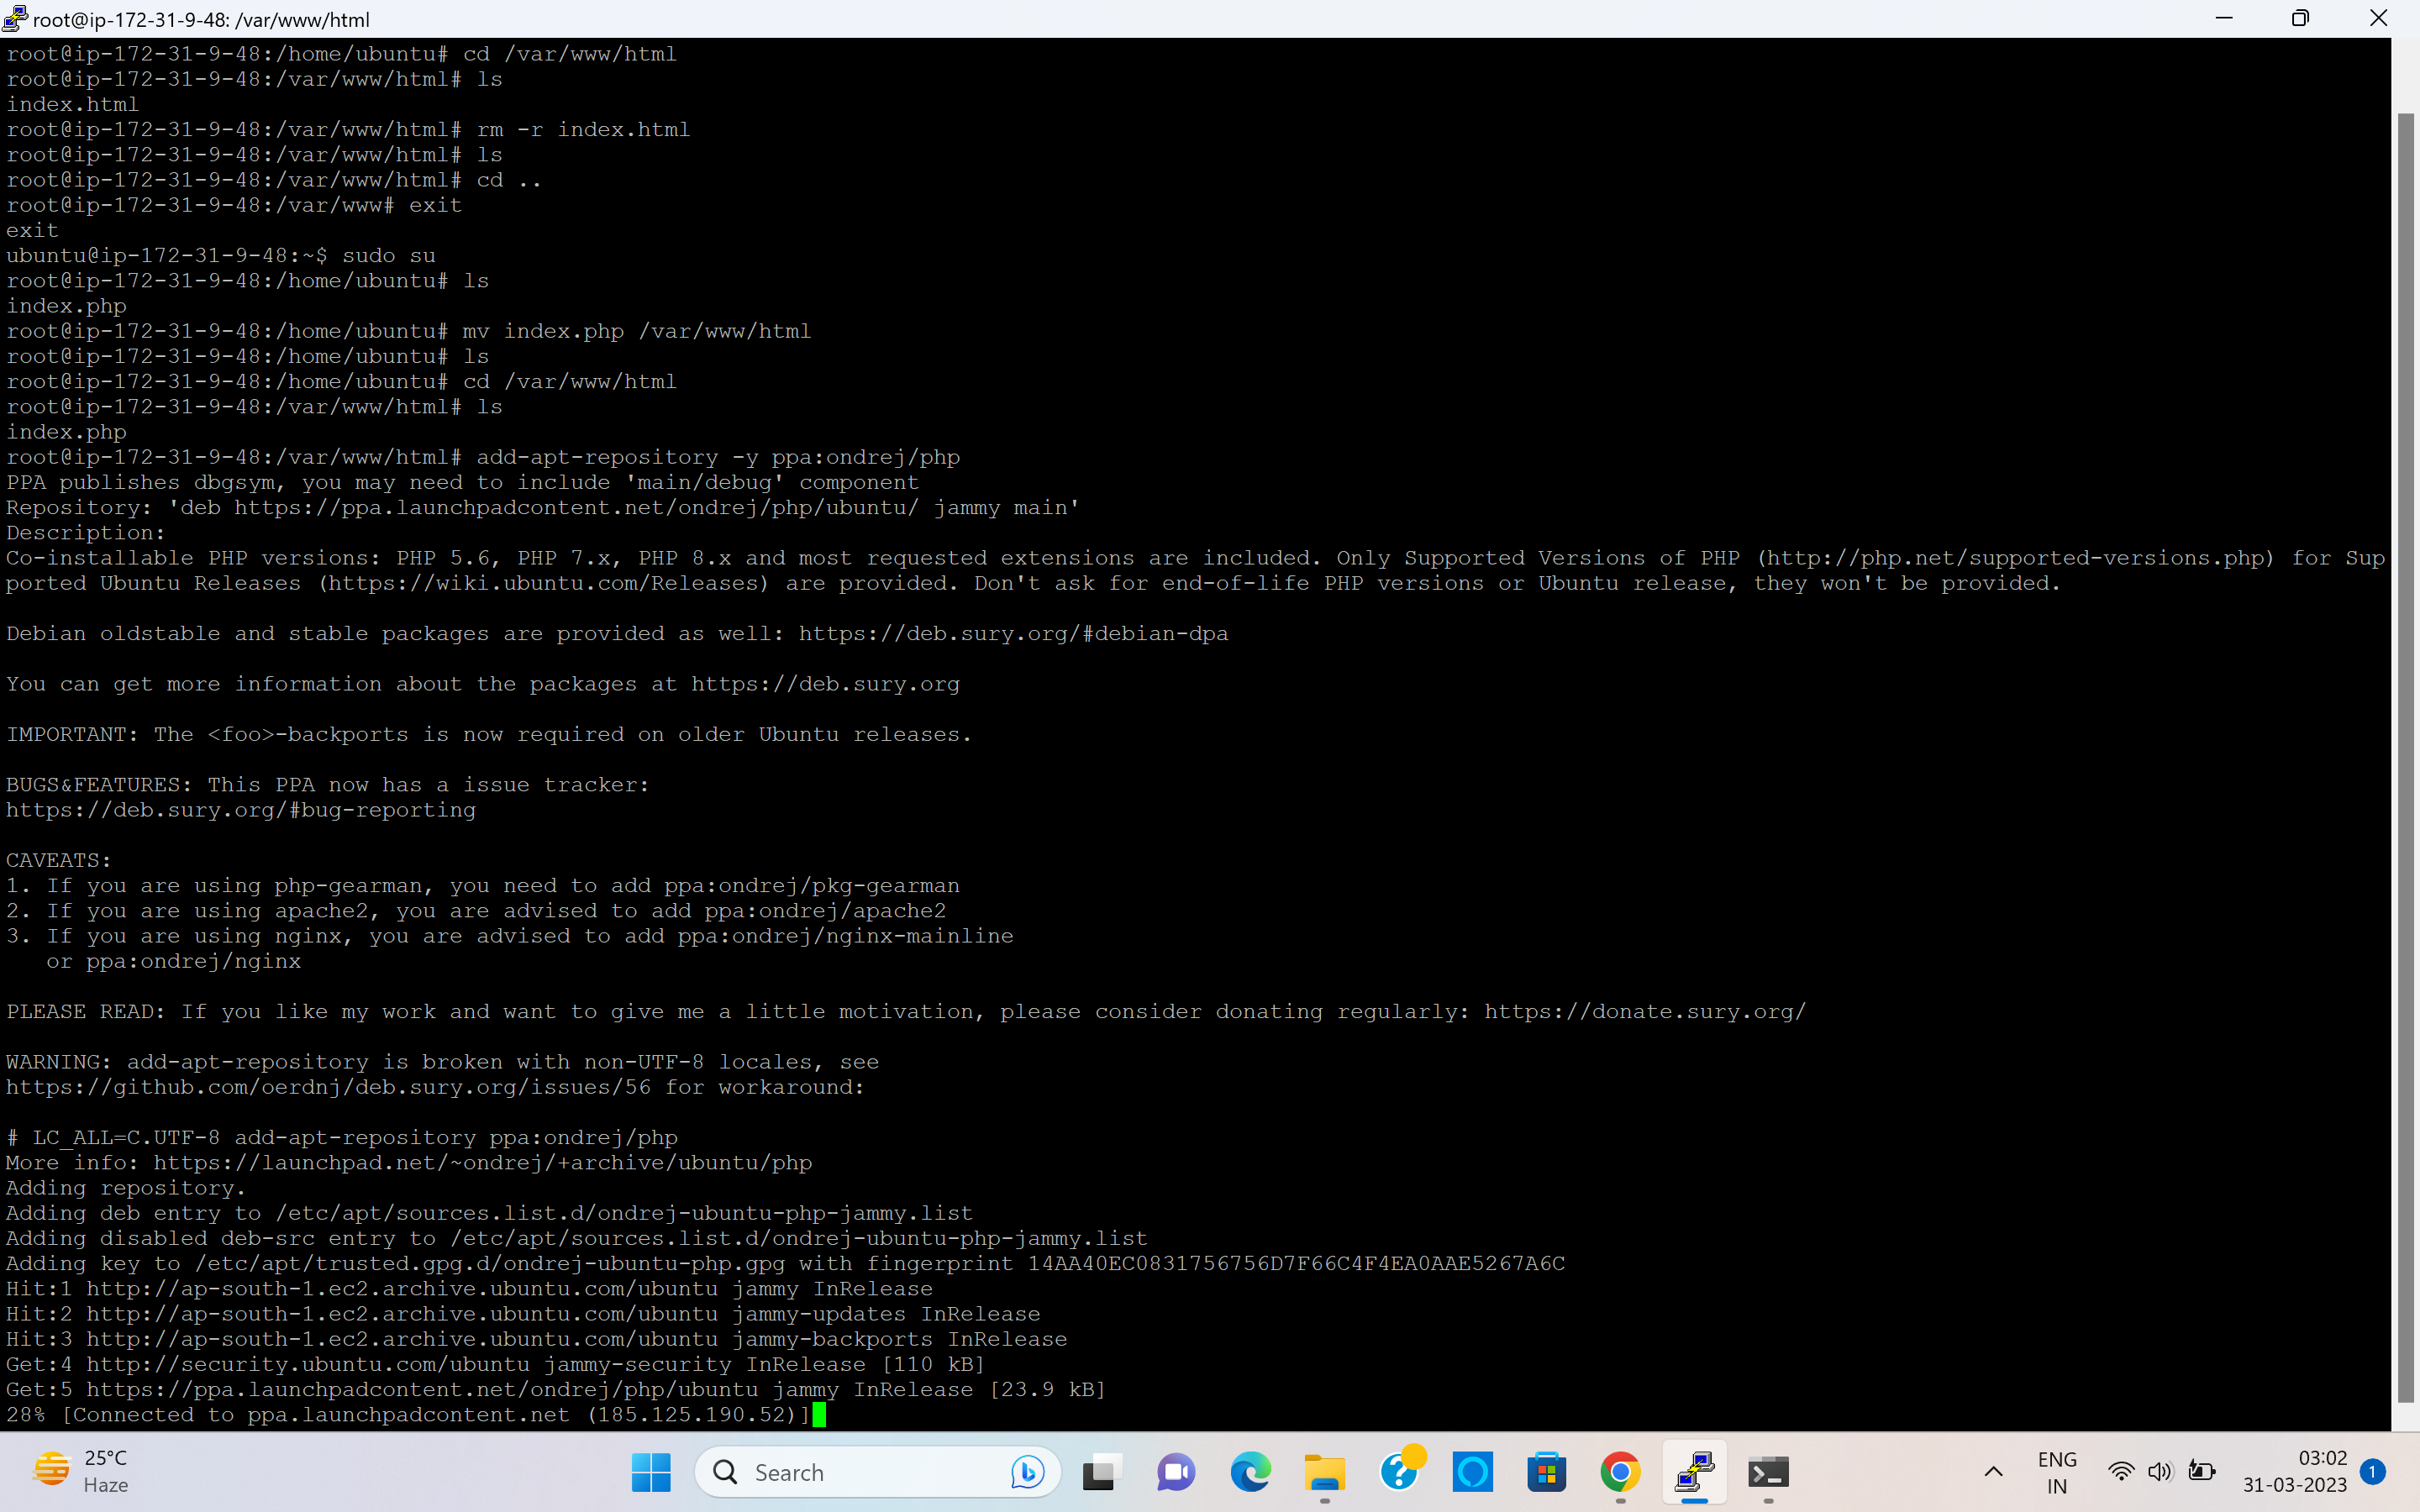 root@ip-172-31-9-48: /var/www/html
root@ip-172-31-9-48:/home/ubuntu# cd /var/www/html
root@ip-172-31-9-48:/var/www/html# ls
index.html
root@ip-172-31-9-48:/var/www/html# rm -r index.html
root@ip-172-31-9-48:/var/www/html# ls
root@ip-172-31-9-48:/var/www/html# cd ..
root@ip-172-31-9-48:/var/www# exit
exit
ubuntu@ip-172-31-9-48:~$ sudo su
root@ip-172-31-9-48:/home/ubuntu# ls
index.php
root@ip-172-31-9-48:/home/ubuntu# mv index.php /var/www/html
root@ip-172-31-9-48:/home/ubuntu# ls
root@ip-172-31-9-48:/home/ubuntu# cd /var/www/html
root@ip-172-31-9-48:/var/www/html# ls
index.php
root@ip-172-31-9-48:/var/www/html# add-apt-repository -y ppa:ondrej/php
PPA publishes dbgsym, you may need to include 'main/debug' component
Repository: 'deb https://ppa.launchpadcontent.net/ondrej/php/ubuntu/ jammy main'
Description:
Co-installable PHP versions: PHP 5.6, PHP 7.x, PHP 8.x and most requested extensions are included. Only Supported Versions of PHP (http://php.net/supported-versions.php) for Sup
ported Ubuntu Releases (https://wiki.ubuntu.com/Releases) are provided. Don't ask for end-of-life PHP versions or Ubuntu release, they won't be provided.
Debian oldstable and stable packages are provided as well: https://deb.sury.org/#debian-dpa
You can get more information about the packages at https://deb.sury.org
IMPORTANT: The <foo>-backports is now required on older Ubuntu releases.
BUGS&FEATURES: This PPA now has a issue tracker:
https://deb.sury.org/#bug-reporting
CAVEATS:
1. If you are using php-gearman, you need to add ppa:ondrej/pkg-gearman
2. If you are using apache2, you are advised to add ppa:ondrej/apache2
3. If you are using nginx, you are advised to add ppa:ondrej/nginx-mainline
or ppa:ondrej/nginx
PLEASE READ: If you like my work and want to give me a little motivation, please consider donating regularly: https://donate.sury.org/
WARNING: add-apt-repository is broken with non-UTF-8 locales, see
https://github.com/oerdnj/deb.sury.org/issues/56 for workaround:
# LC_ALL=C.UTF-8 add-apt-repository ppa:ondrej/php
More info: https://launchpad.net/~ondrej/+archive/ubuntu/php
Adding repository.
Adding deb entry to /etc/apt/sources.list.d/ondrej-ubuntu-php-jammy.list
Adding disabled deb-src entry to /etc/apt/sources.list.d/ondrej-ubuntu-php-jammy.list
Adding key to /etc/apt/trusted.gpg.d/ondrej-ubuntu-php.gpg with fingerprint 14AA40EC0831756756D7F66C4F4EA0AAE5267A6C
Hit:1 http://ap-south-1.ec2.archive.ubuntu.com/ubuntu jammy InRelease
Hit:2 http://ap-south-1.ec2.archive.ubuntu.com/ubuntu jammy-updates InRelease
Hit:3 http://ap-south-1.ec2.archive.ubuntu.com/ubuntu jammy-backports InRelease
Get:4 http://security.ubuntu.com/ubuntu jammy-security InRelease [110 kB]
Get:5 https://ppa.launchpadcontent.net/ondrej/php/ubuntu jammy InRelease [23.9 kB]
28% [Connected to ppa.launchpadcontent.net (185.125.190.52)]
25°C
Haze
Search
ENG
IN
03:02
31-03-2023
1